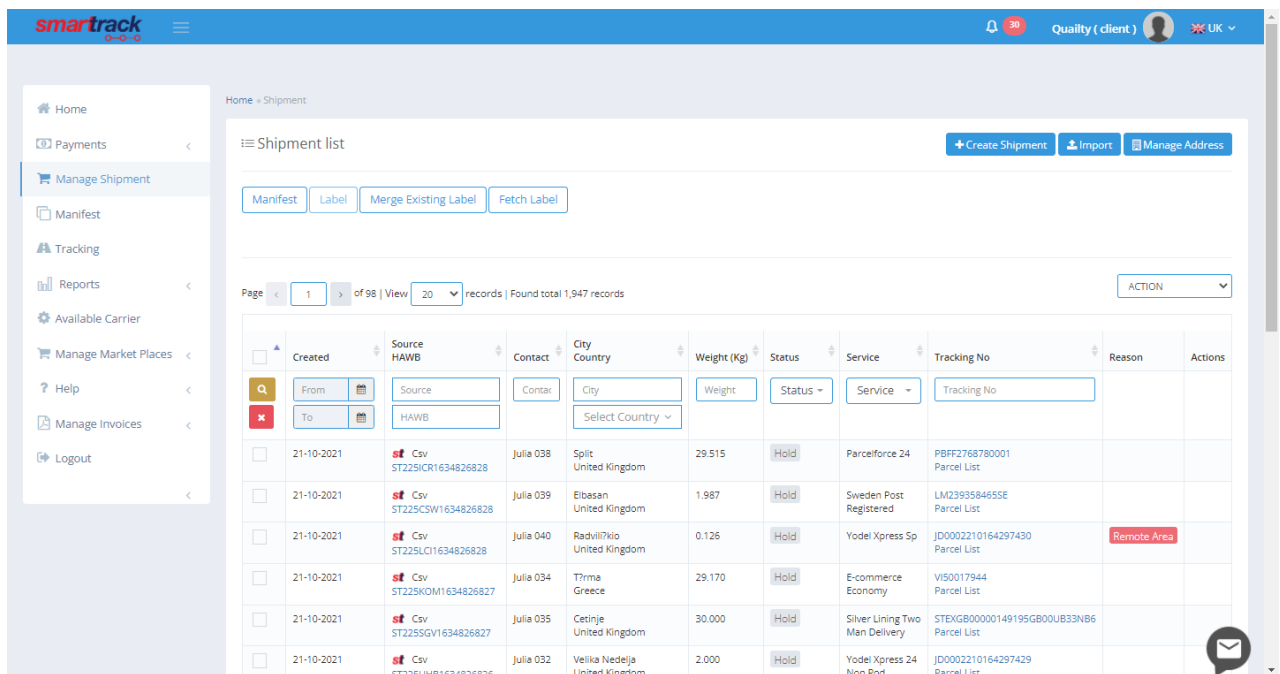 smartrack
30
Quailty ( client )
UK
Home
Payments
Manage Shipment
Manifest
Tracking
Reports
Available Carrier
Manage Market Places
Help
Manage Invoices
Logout
Home » Shipment
Shipment list
Create Shipment Import Manage Address
Manifest Label Merge Existing Label Fetch Label
Page 1 of 98 | View 20 records | Found total 1,947 records
ACTION
Created Source HAWB Contact City Country Weight (Kg) Status Service Tracking No Reason Actions
From Source Contac City Weight Status Service Tracking No
To HAWB Select Country
21-10-2021 st Csv Julia 038 Split 29.515 Hold Parcelforce 24 PBFF2768780001
ST225ICR1634826828 United Kingdom Parcel List
21-10-2021 st Csv Julia 039 Elbasan 1.987 Hold Sweden Post LM239358465SE
ST225CSW1634826828 United Kingdom Registered Parcel List
21-10-2021 st Csv Julia 040 Radvili?kio 0.126 Hold Yodel Xpress Sp JD0002210164297430 Remote Area
ST225LCI1634826828 United Kingdom Parcel List
21-10-2021 st Csv Julia 034 T?rma 29.170 Hold E-commerce VI50017944
ST225KOM1634826827 Greece Economy Parcel List
21-10-2021 st Csv Julia 035 Cetinje 30.000 Hold Silver Lining Two STEXGB00000149195GB00UB33NB6
ST225SGV1634826827 United Kingdom Man Delivery Parcel List
21-10-2021 st Csv Julia 032 Velika Nedelja 2.000 Hold Yodel Xpress 24 JD0002210164297429
United Kingdom Non Pod Parcel List